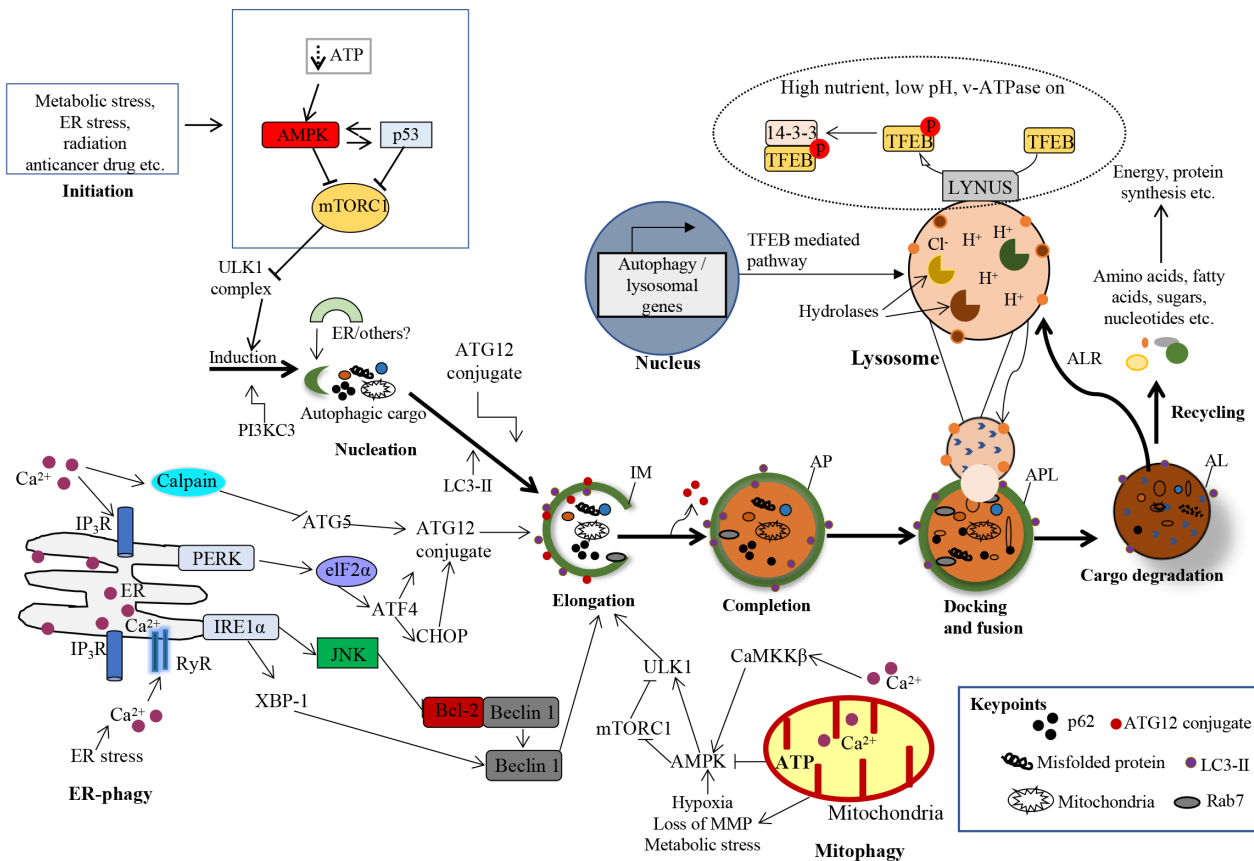 ATP
Metabolic stress,
ER stress,
radiation
anticancer drug etc.
Initiation
AMPK
p53
mTORC1
ULK1
complex
Induction
PI3KC3
ER/others?
Autophagic cargo
Nucleation
ATG12
conjugate
LC3-II
High nutrient, low pH, v-ATPase on
14-3-3
TFEB
p
TFEB
p
TFEB
LYNUS
Autophagy /
lysosomal
genes
Nucleus
TFEB mediated
pathway
Cl-
H+
H+
H+
H+
Hydrolases
Lysosome
Energy, protein
synthesis etc.
Amino acids, fatty
acids, sugars,
nucleotides etc.
ALR
Recycling
Ca2+
Calpain
IP3R
ATG5
ATG12
conjugate
PERK
eIF2α
ATF4
CHOP
ER
Ca2+
IRE1α
IP3R
RyR
JNK
XBP-1
Ca2+
ER stress
ER-phagy
Bcl-2
Beclin 1
Beclin 1
IM
Elongation
AP
Completion
APL
Docking
and fusion
AL
Cargo degradation
ULK1
mTORC1
AMPK
CaMKKβ
Ca2+
Ca2+
ATP
Hypoxia
Loss of MMP
Metabolic stress
Mitochondria
Mitophagy
Keypoints
p62
ATG12 conjugate
Misfolded protein
LC3-II
Mitochondria
Rab7